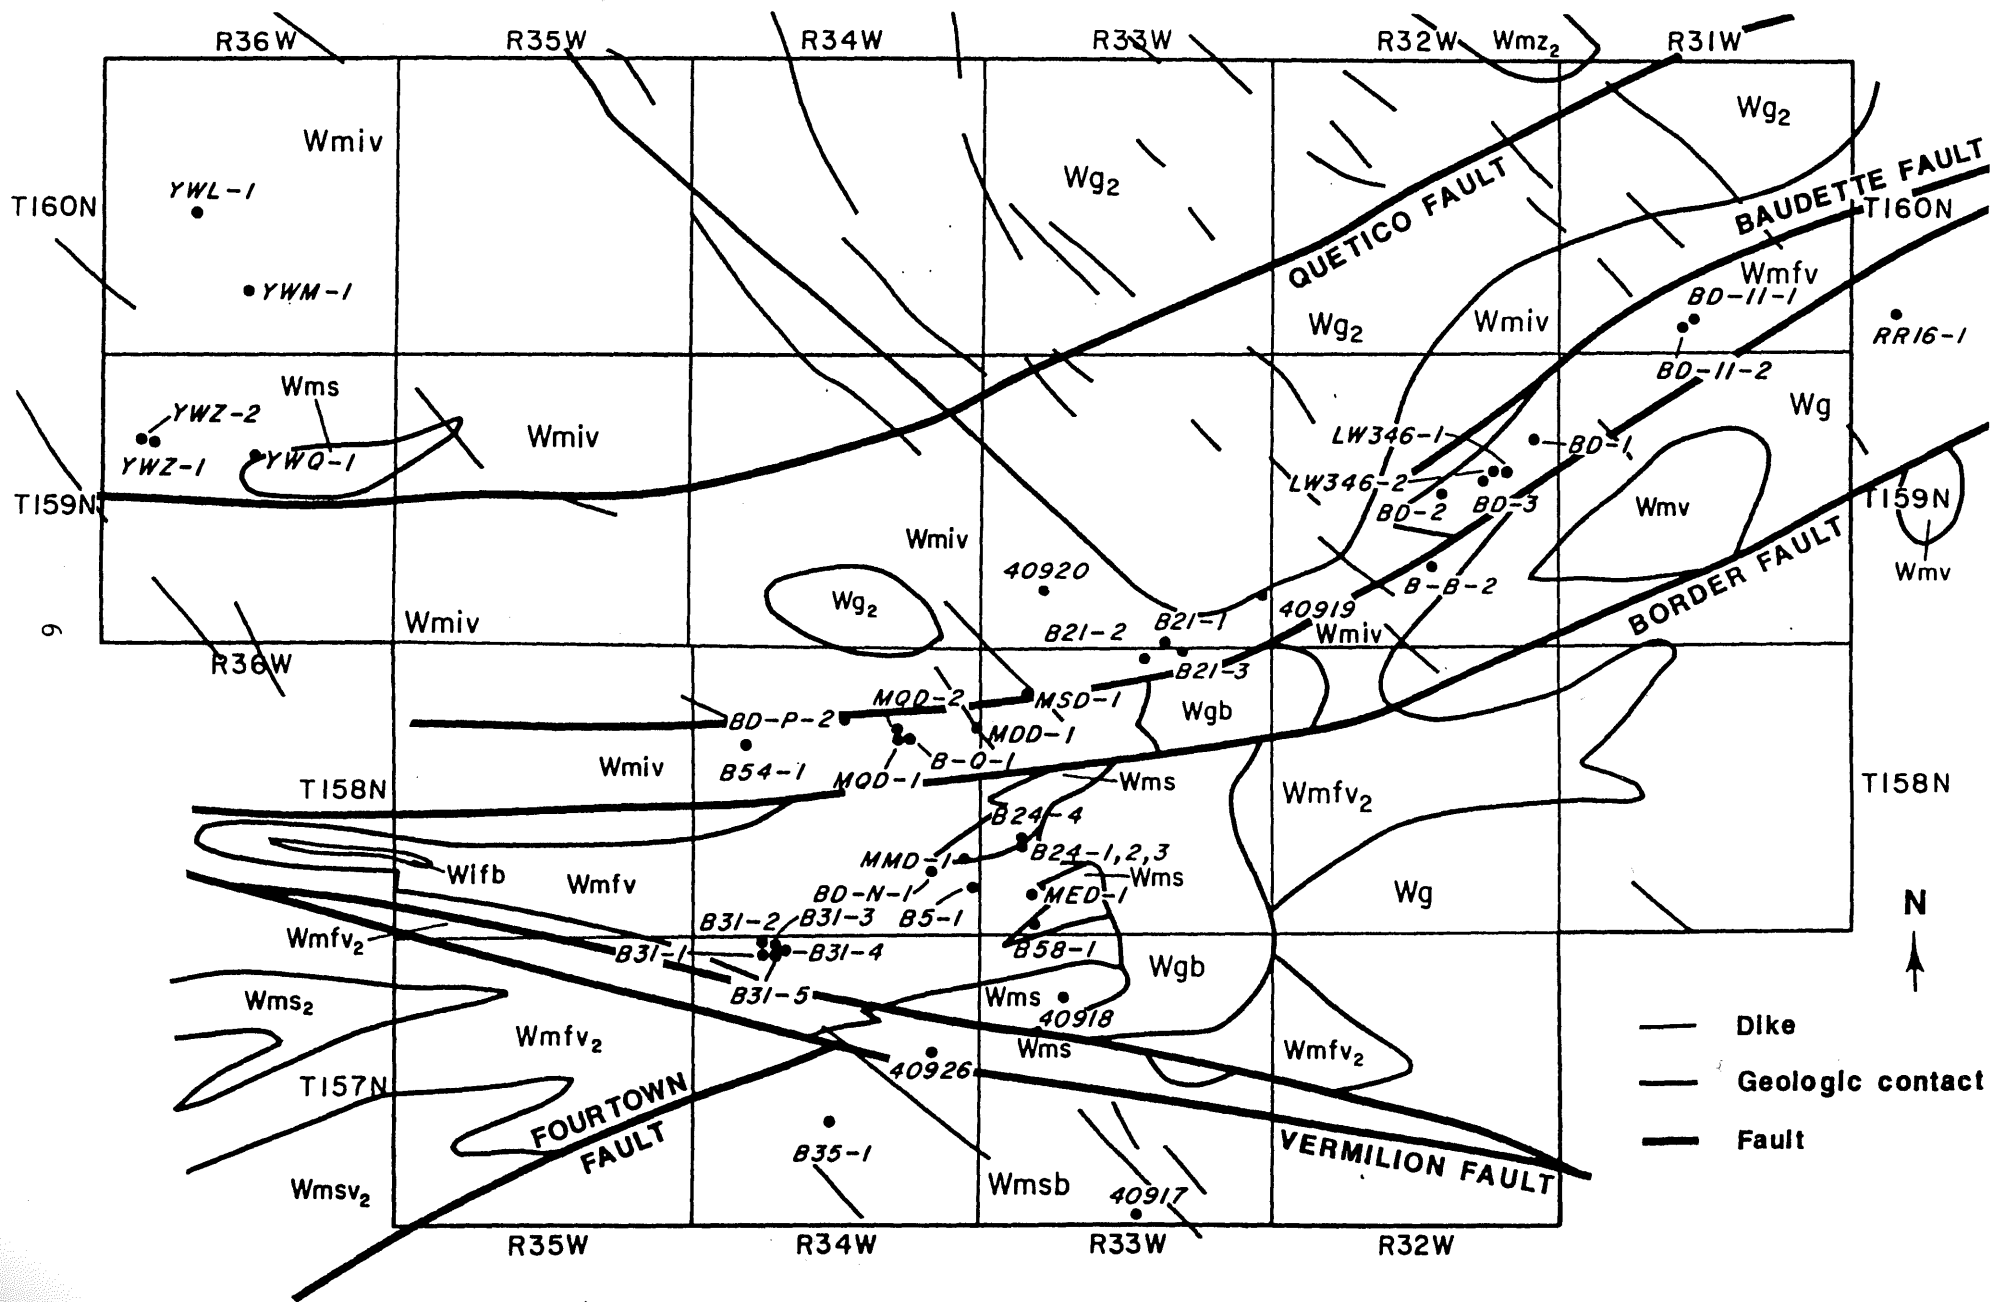 R36W
R35W
R34W
R33W
R32W
Wmz2
R31W
Wmiv
Wg2
Wg2
YWL-1
T160N
BAUDETTE FAULT
T160N
QUETICO FAULT
YWM-1
Wmfv
BD-11-1
Wg2
Wmiv
RR16-1
BD-11-2
Wms
YWZ-2
Wmiv
Wg
YWZ-1
YWQ-1
LW346-1
BD-1
LW346-2
T159N
BD-2
BD-3
Wmv
T159N
Wmiv
BORDER FAULT
Wmv
40920
B-B-2
Wg2
40919
Wmiv
B21-1
B21-2
Wmiv
9
R36W
B21-3
MQD-2
MSD-1
Wgb
BD-P-2
MDD-1
Wmiv
B54-1
B-Q-1
MQD-1
Wms
T158N
Wmfv2
T158N
B24-4
Wifb
Wmfv
MMD-1
B24-1,2,3
Wms
BD-N-1
B5-1
MED-1
Wg
N
B31-2
B31-3
Wmfv2
B31-1
B31-4
B58-1
Wgb
B31-5
Wms2
Wms
40918
Dike
Wmfv2
Wms
Wmfv2
40926
T157N
Geologic contact
FOURTOWN
FAULT
B35-1
VERMILION FAULT
Fault
Wmsv2
Wmsb
40917
R35W
R34W
R33W
R32W